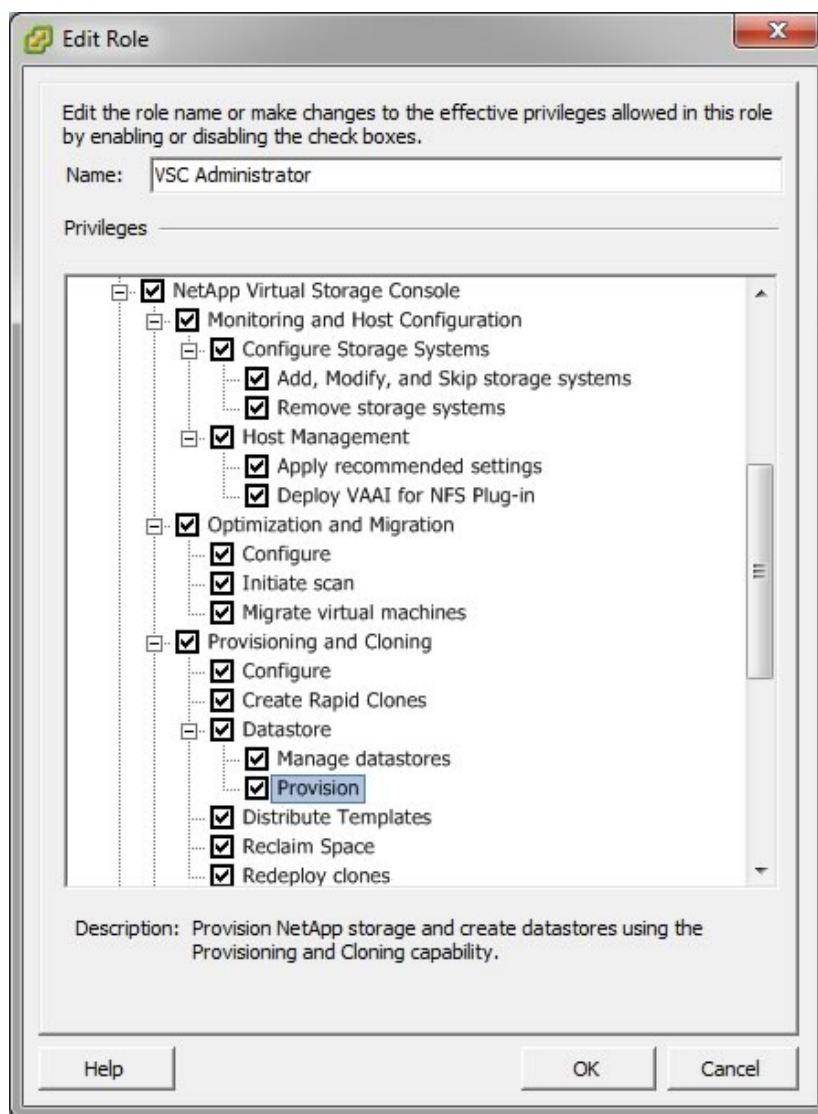 Edit Role
Edit the role name or make changes to the effective privileges allowed in this role
by enabling or disabling the check boxes.
Name: VSC Administrator
Privileges
NetApp Virtual Storage Console
Monitoring and Host Configuration
Configure Storage Systems
Add, Modify, and Skip storage systems
Remove storage systems
Host Management
Apply recommended settings
Deploy VAAI for NFS Plug-in
Optimization and Migration
Configure
Initiate scan
Migrate virtual machines
Provisioning and Cloning
Configure
Create Rapid Clones
Datastore
Manage datastores
Provision
Distribute Templates
Reclaim Space
Redeploy clones
Description: Provision NetApp storage and create datastores using the
Provisioning and Cloning capability.
Help OK Cancel